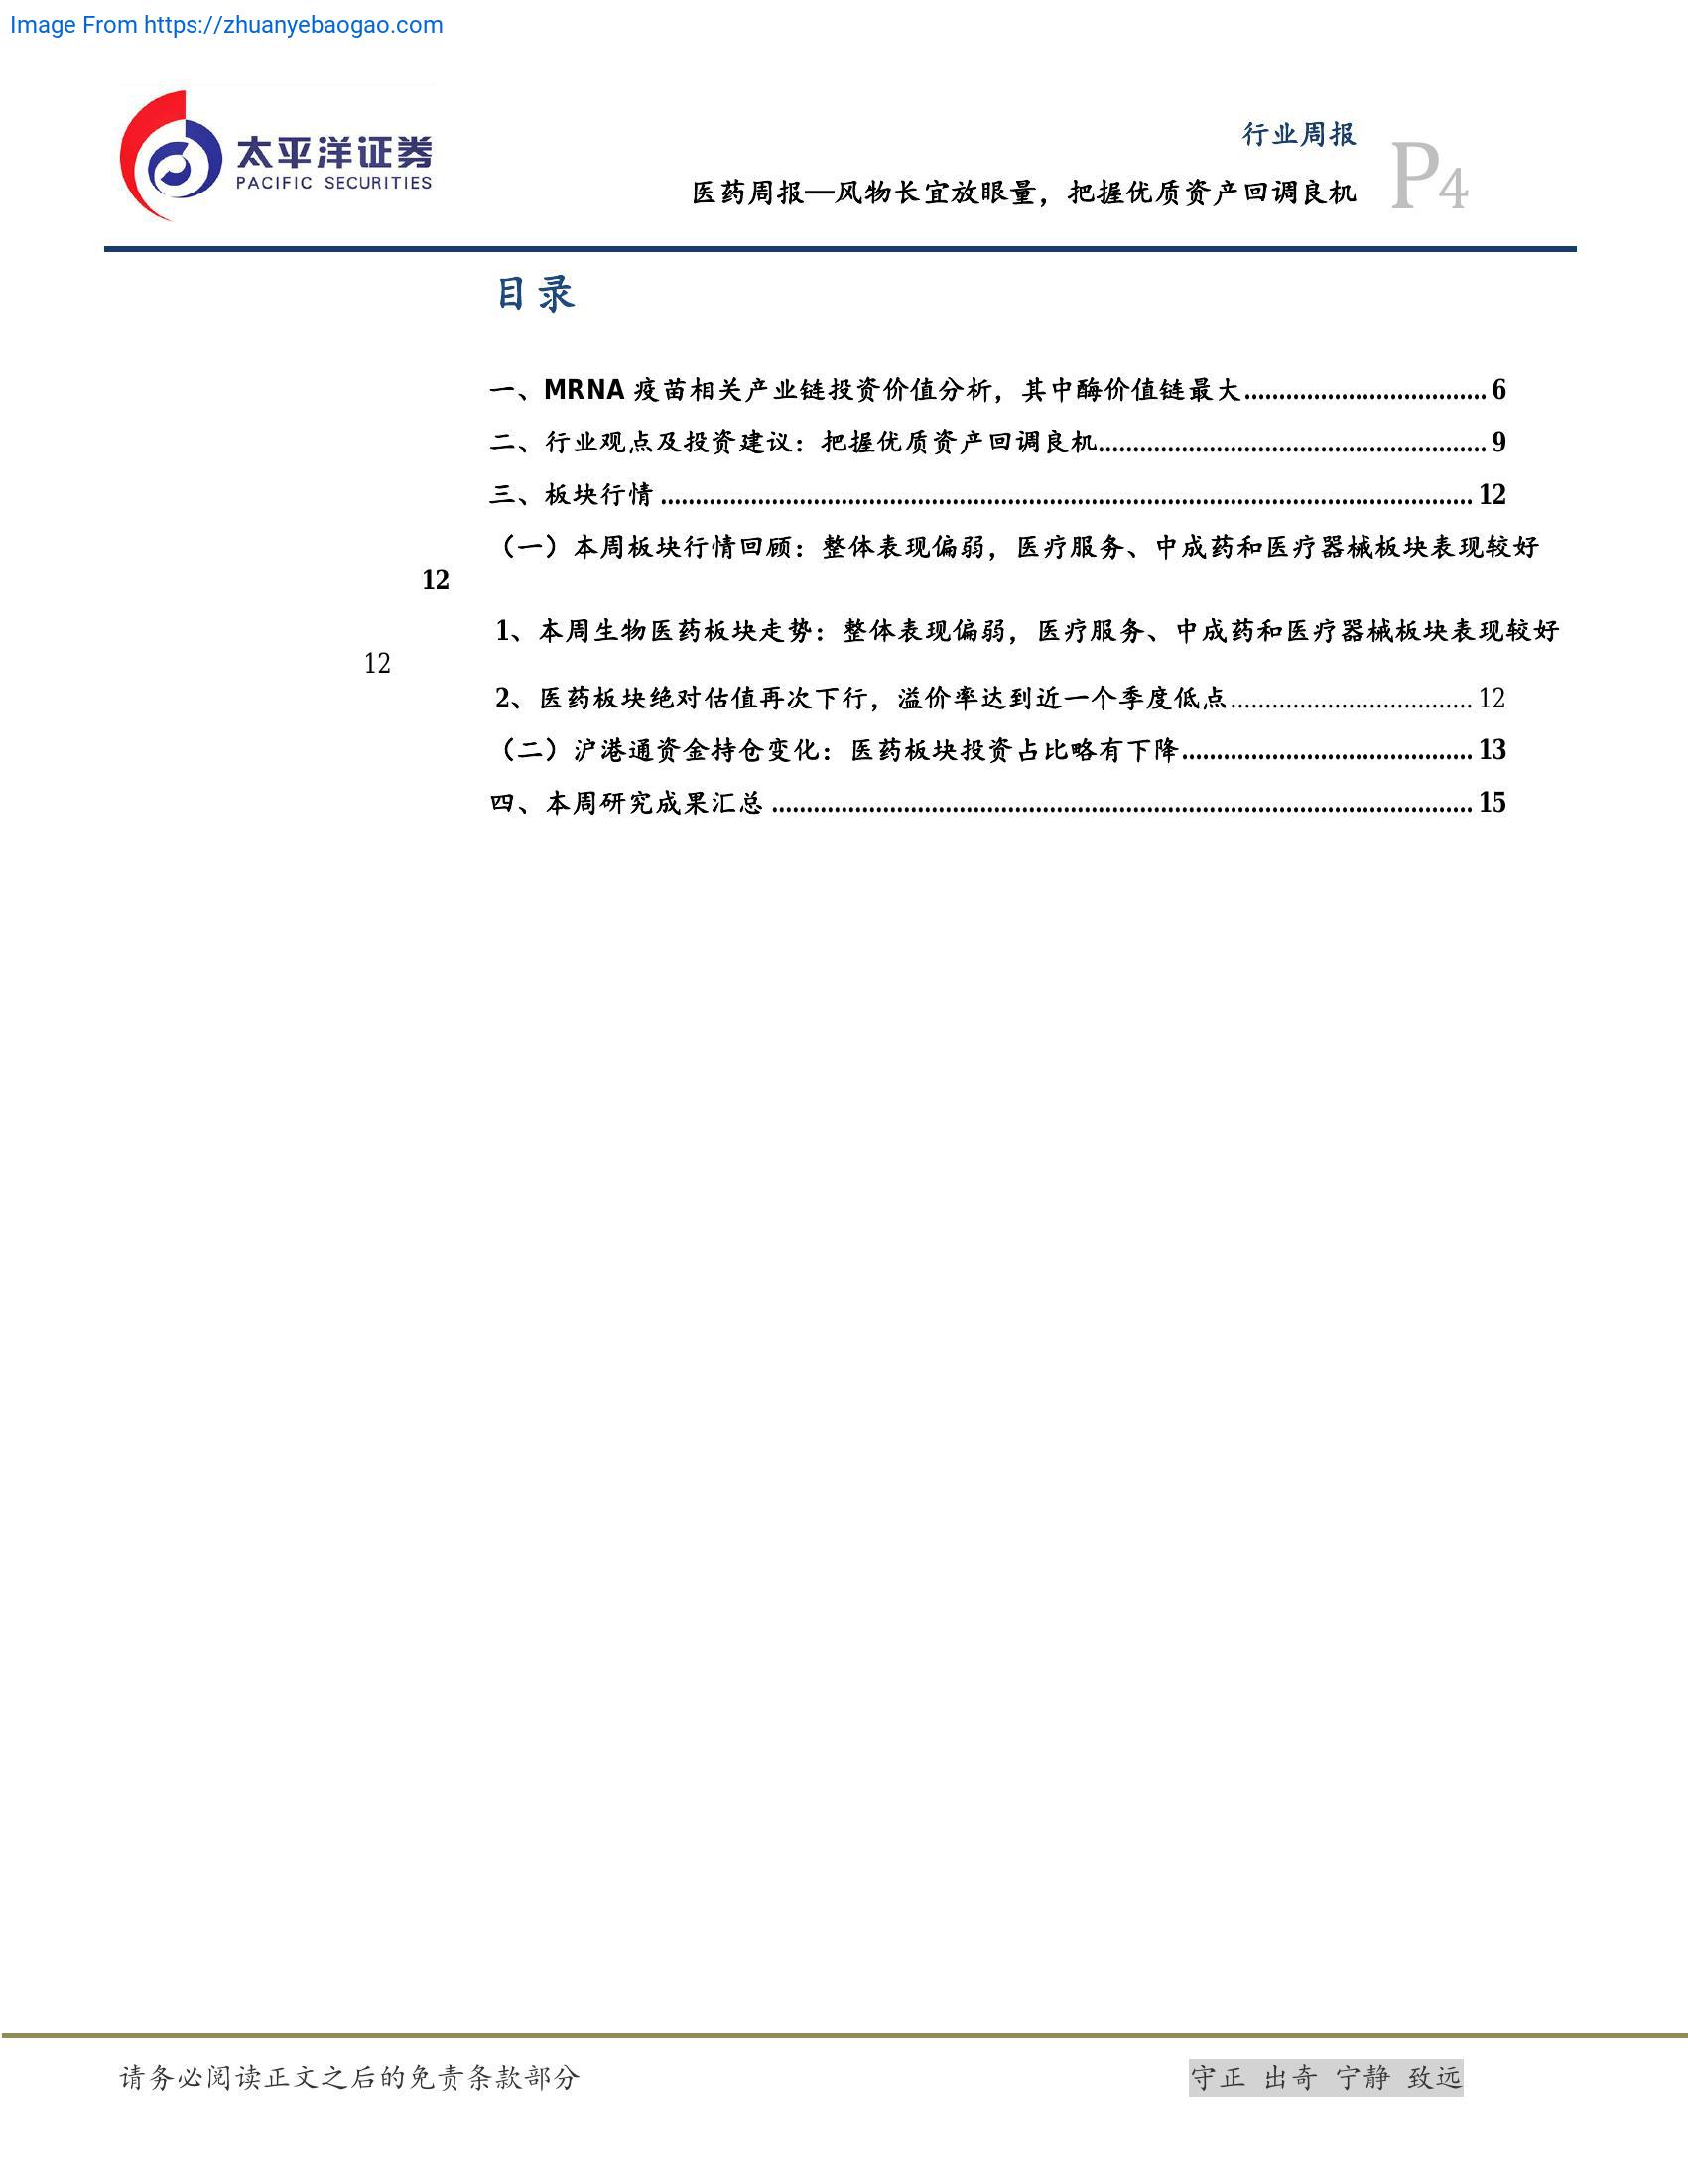 Image From https://zhuanyebaogao.com
太平洋证券
PACIFIC SECURITIES
行业周报
医药周报—风物长宜放眼量，把握优质资产回调良机
P4
目录
一、MRNA 疫苗相关产业链投资价值分析，其中酶价值链最大................................... 6
二、行业观点及投资建议：把握优质资产回调良机........................................................ 9
三、板块行情..................................................................................................................... 12
（一）本周板块行情回顾：整体表现偏弱，医疗服务、中成药和医疗器械板块表现较好
12
1、本周生物医药板块走势：整体表现偏弱，医疗服务、中成药和医疗器械板块表现较好
12
2、医药板块绝对估值再次下行，溢价率达到近一个季度低点................................... 12
（二）沪港通资金持仓变化：医药板块投资占比略有下降.......................................... 13
四、本周研究成果汇总..................................................................................................... 15
请务必阅读正文之后的免责条款部分
守正 出奇 宁静 致远